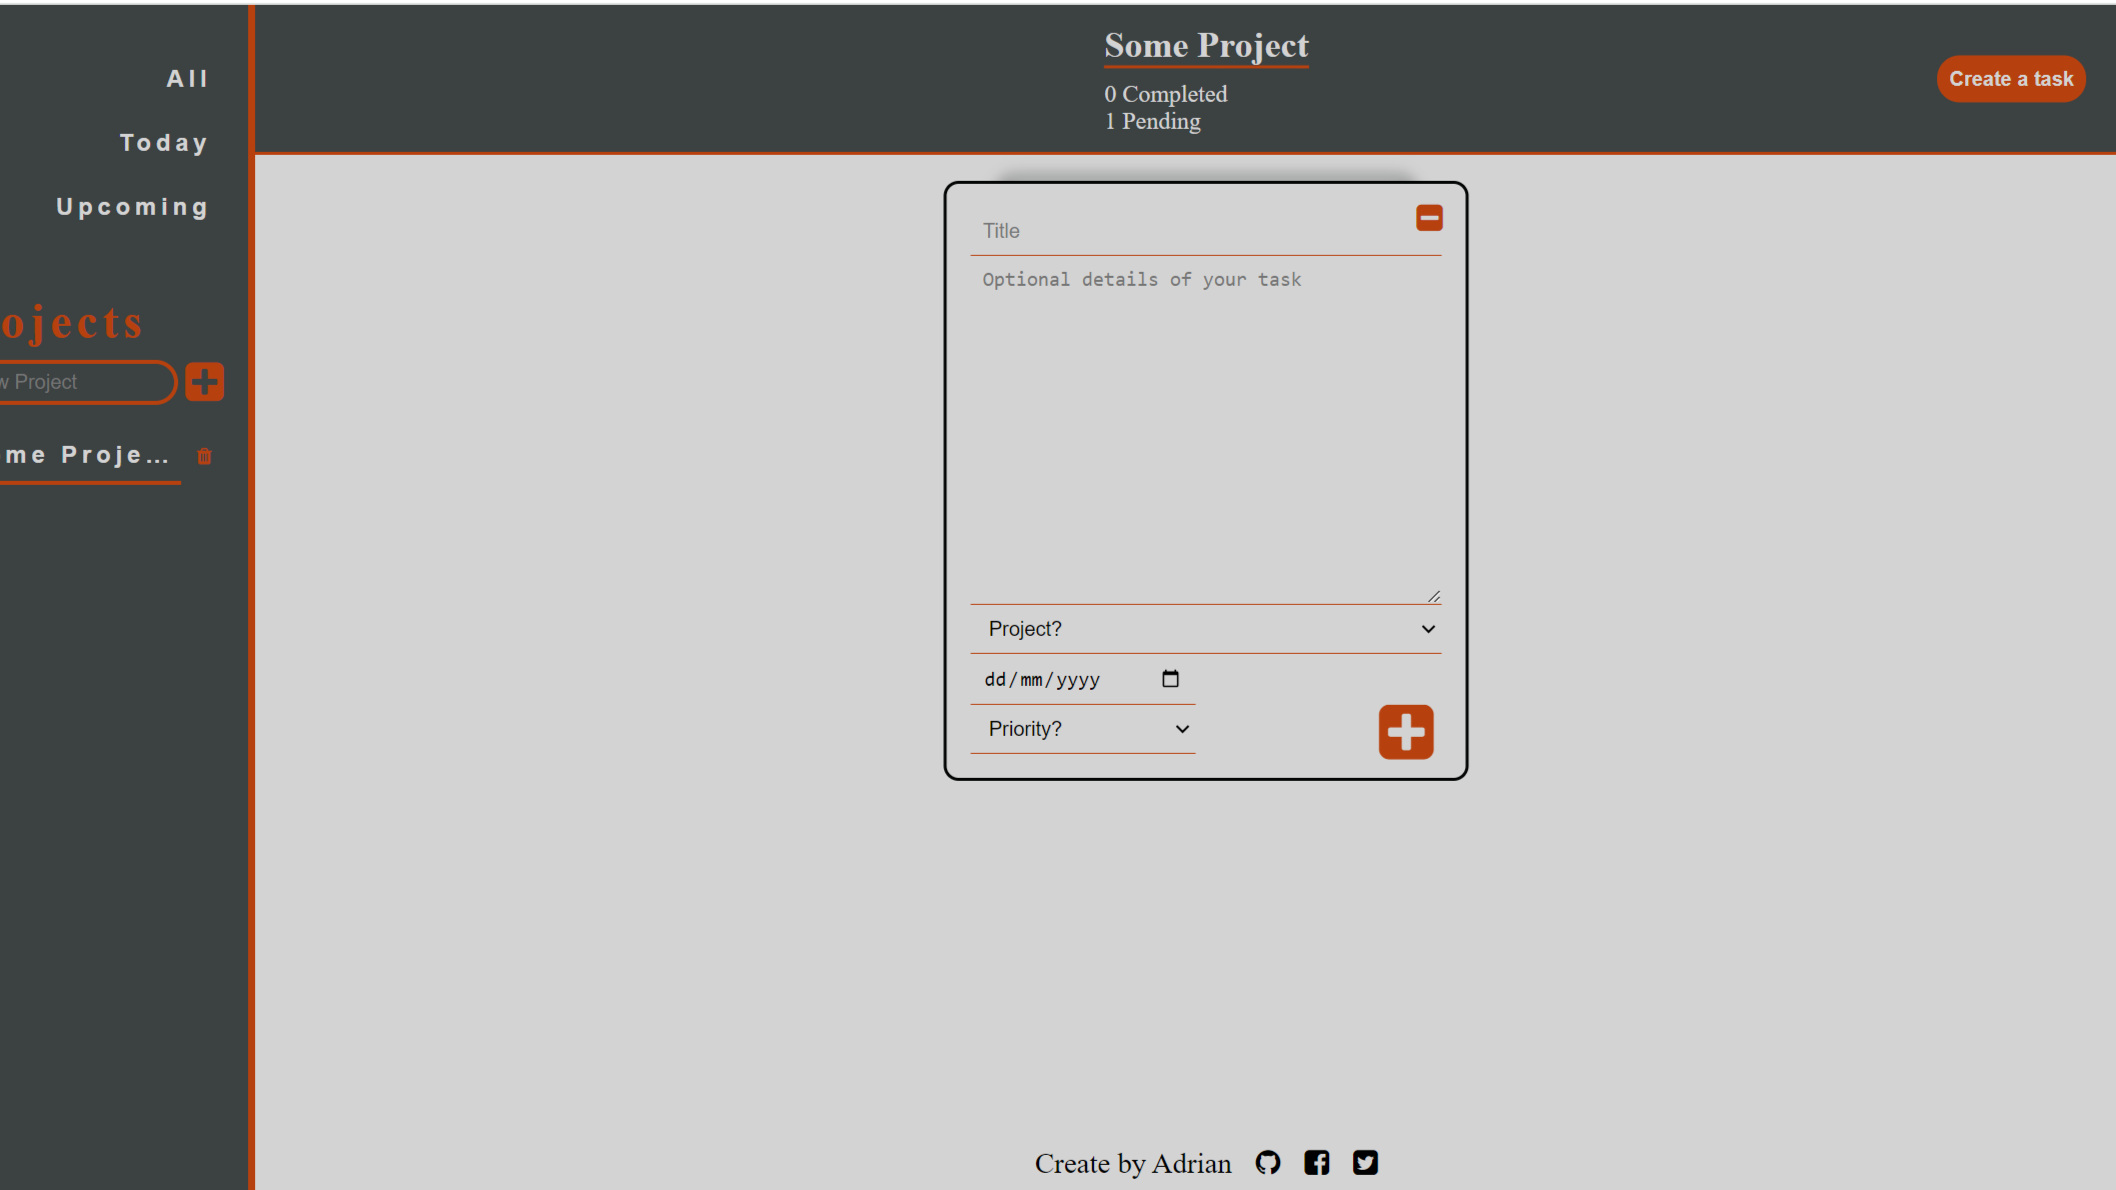 All
Today
Upcoming
ojects
w Project
me Proje...
Some Project
0 Completed
1 Pending
Create a task
Title
Optional details of your task
Project?
dd/mm/yyyy
Priority?
Create by Adrian